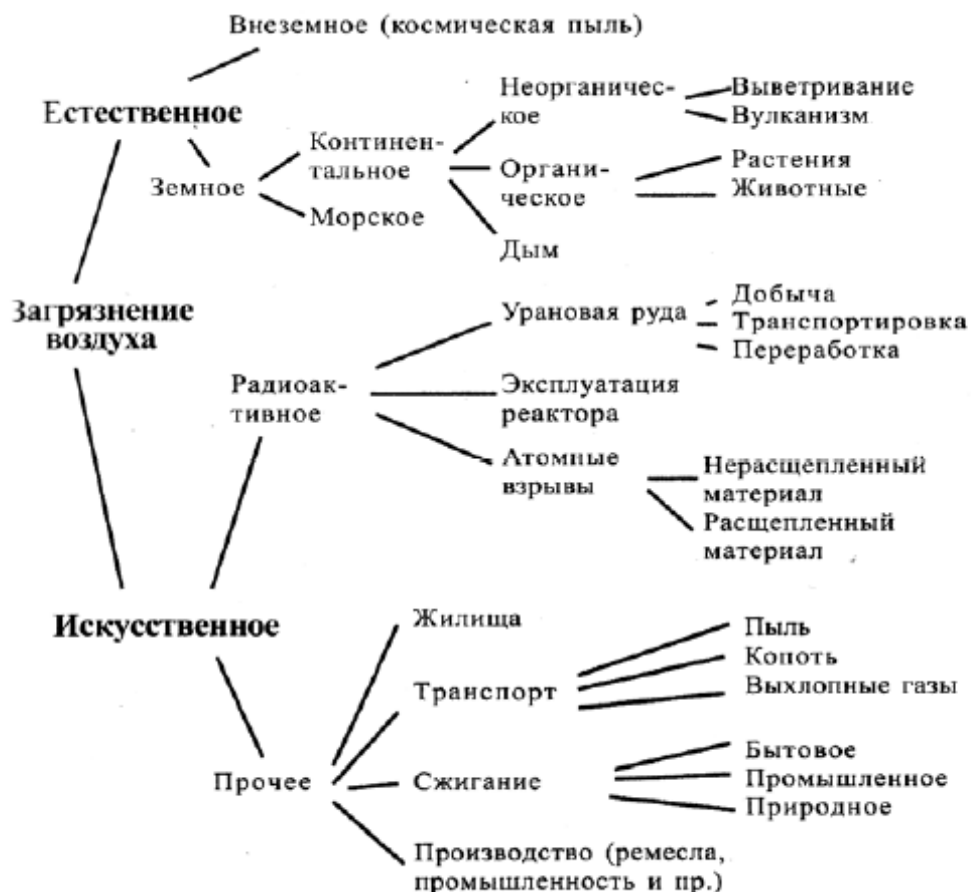 Внеземное (космическая пыль)
Естественное
Неорганичес-
кое
Выветривание
Вулканизм
Континен-
тальное
Земное
Органи-
ческое
Растения
Животные
Морское
Дым
Загрязнение
воздуха
Урановая руда
Добыча
Транспортировка
Переработка
Радиоак-
тивное
Эксплуатация
реактора
Атомные
взрывы
Нерасщепленный
материал
Расщепленный
материал
Искусственное
Жилища
Транспорт
Пыль
Копоть
Выхлопные газы
Прочее
Сжигание
Бытовое
Промышленное
Природное
Производство (ремесла,
промышленность и пр.)